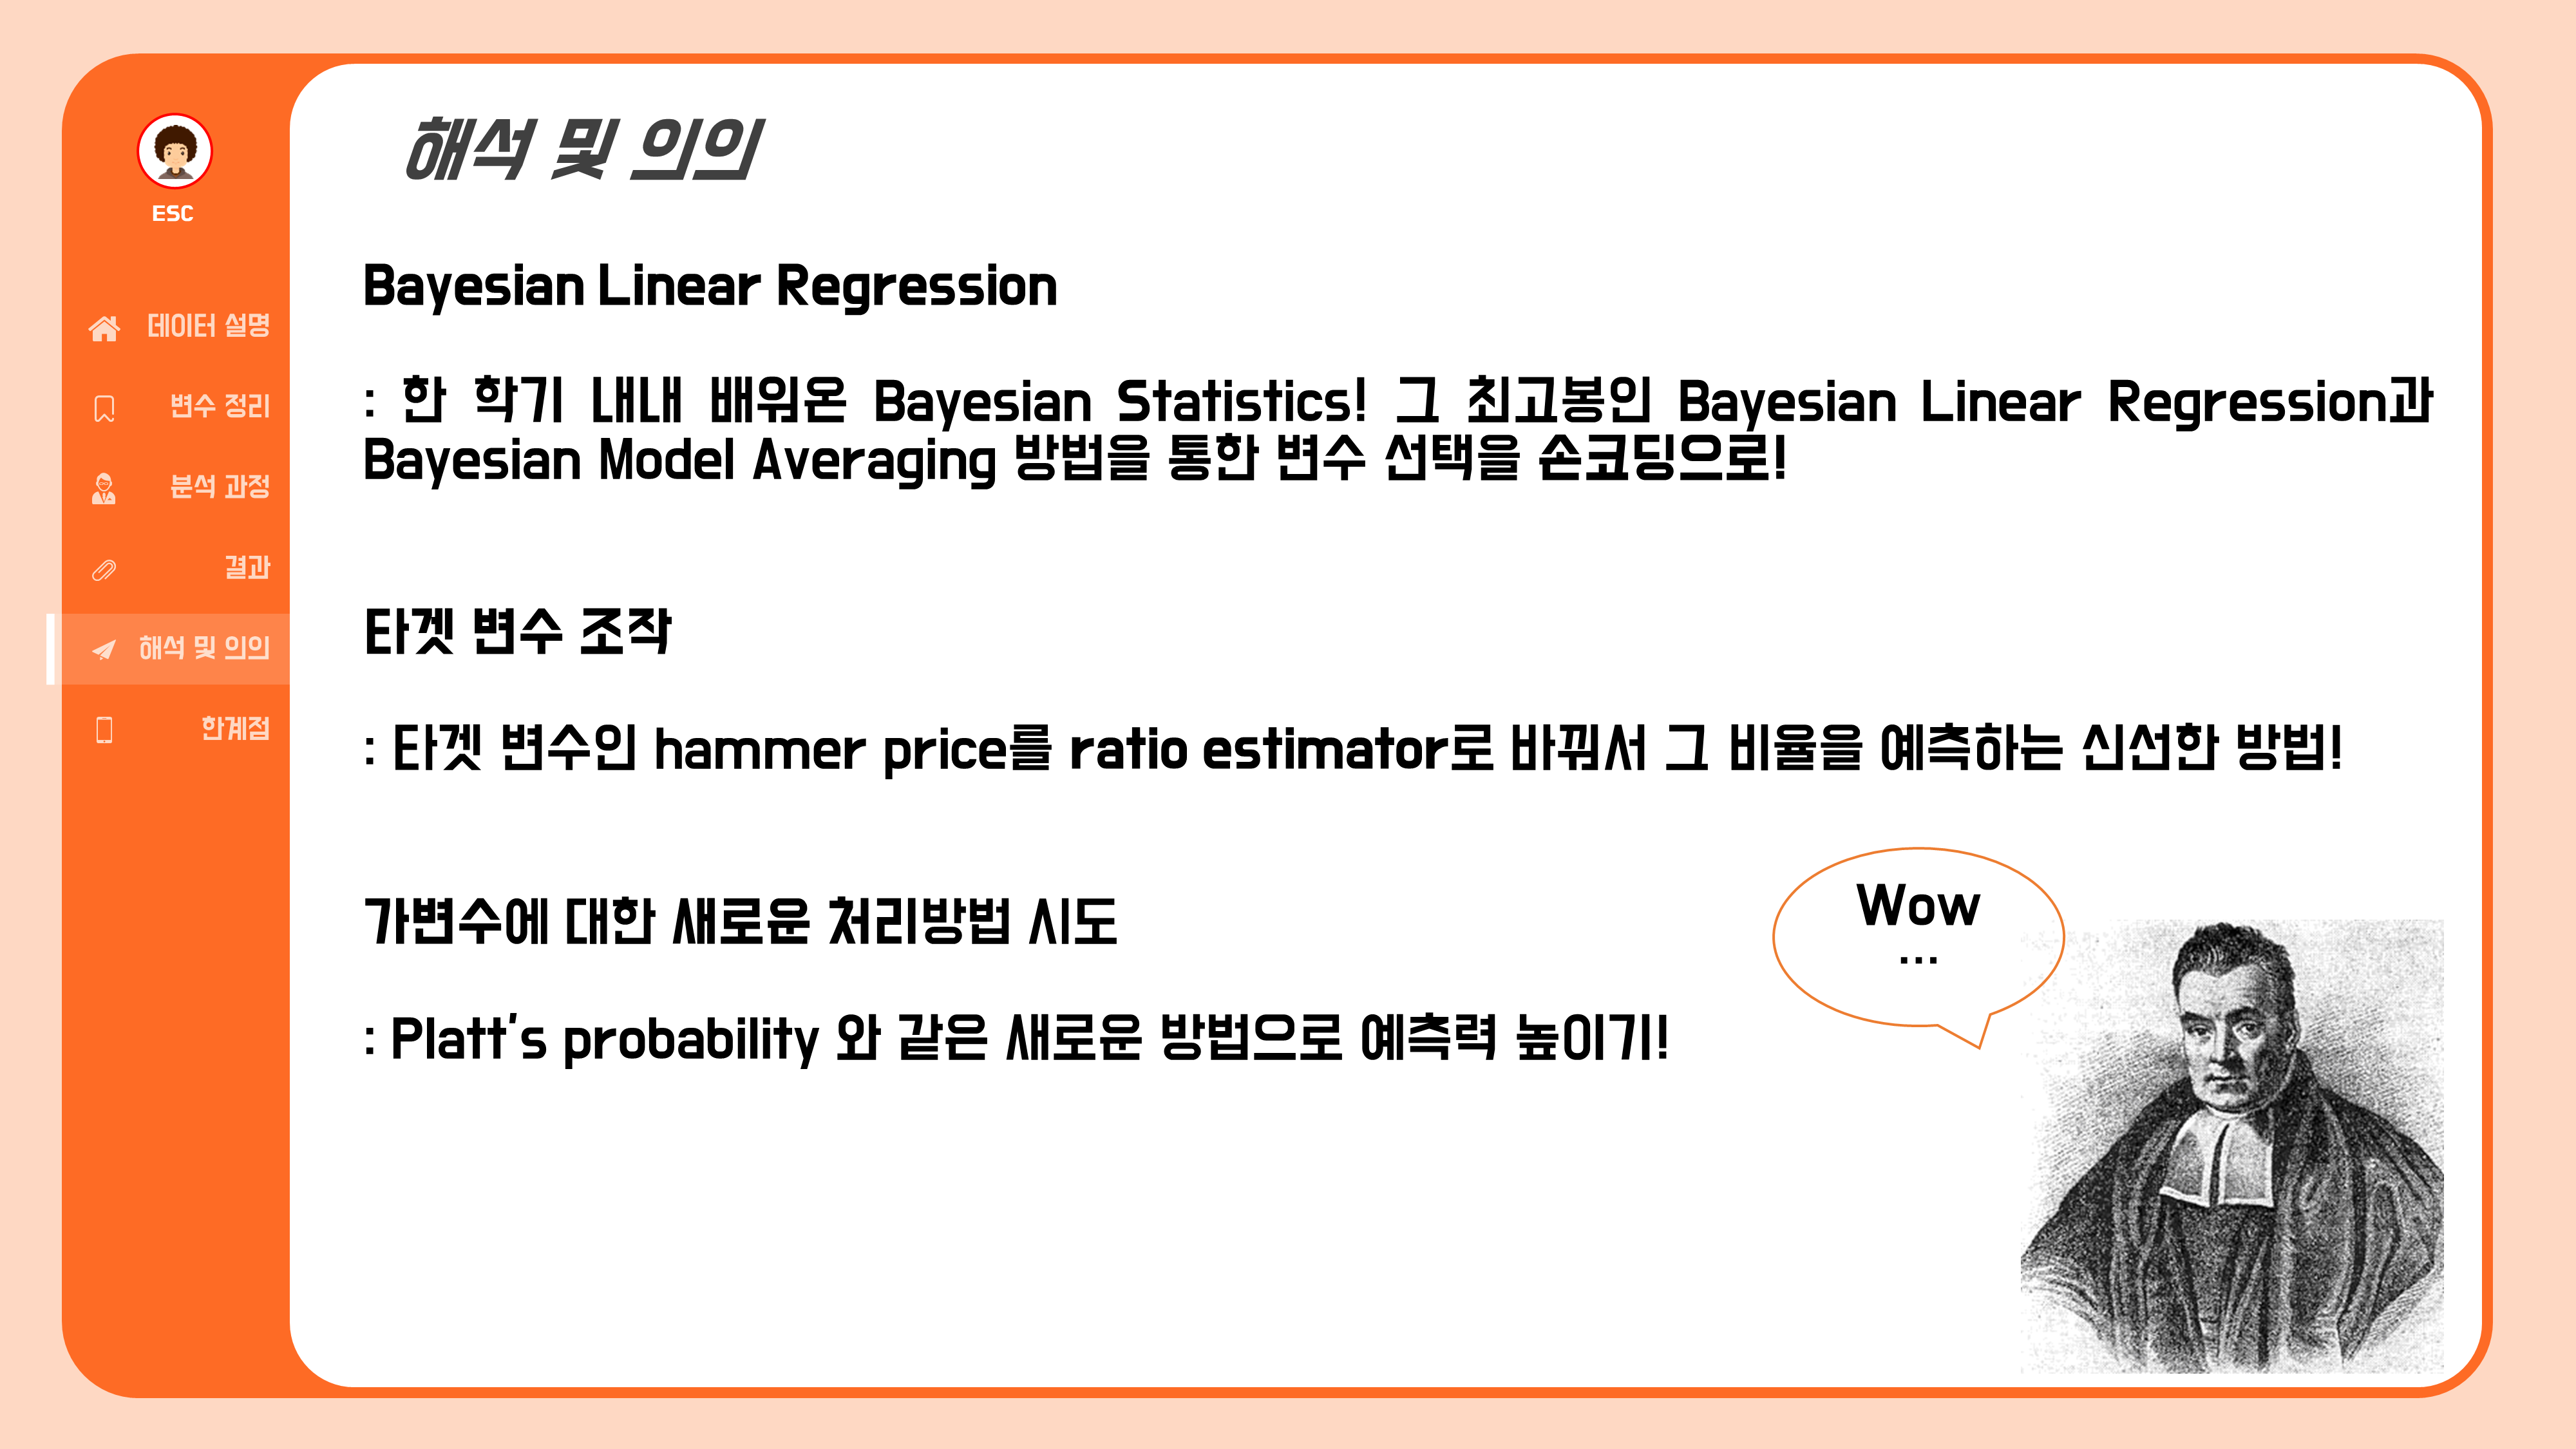 ESC
데이터 설명
변수 정리
분석 과정
결과
해석 및 의의
한계점
해석 및 의의
Bayesian Linear Regression
: 한 학기 내내 배워온 Bayesian Statistics! 그 최고봉인 Bayesian Linear Regression과
Bayesian Model Averaging 방법을 통한 변수 선택을 손코딩으로!
타겟 변수 조작
: 타겟 변수인 hammer price를 ratio estimator로 바꿔서 그 비율을 예측하는 신선한 방법!
가변수에 대한 새로운 처리방법 시도
: Platt's probability 와 같은 새로운 방법으로 예측력 높이기!
Wow
...